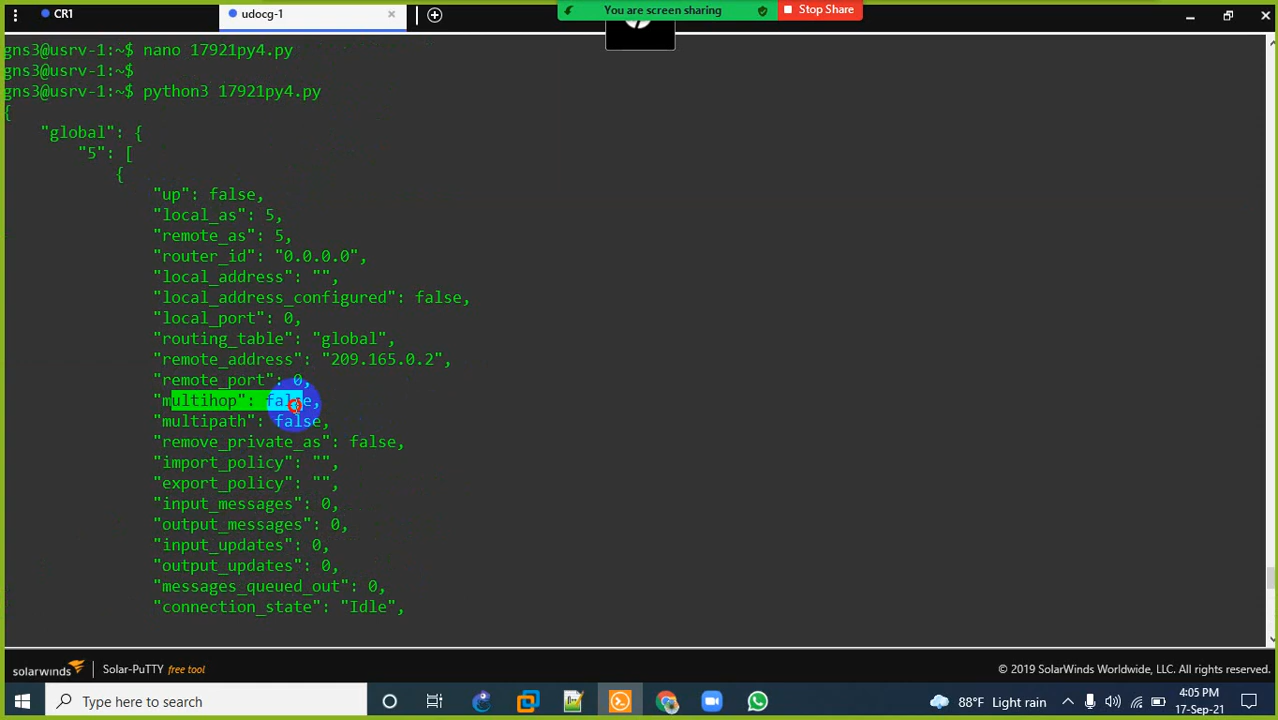 CR1
udocg-1
You are screen sharing
Stop Share
gns3@usrv-1:~$ nano 17921py4.py
gns3@usrv-1:~$
gns3@usrv-1:~$ python3 17921py4.py
{
"global": {
"5": [
{
"up": false,
"local_as": 5,
"remote_as": 5,
"router_id": "0.0.0.0",
"local_address": "",
"local_address_configured": false,
"local_port": 0,
"routing_table": "global",
"remote_address": "209.165.0.2",
"remote_port": 0,
"multihop": false,
"multipath": false,
"remove_private_as": false,
"import_policy": "",
"export_policy": "",
"input_messages": 0,
"output_messages": 0,
"input_updates": 0,
"output_updates": 0,
"messages_queued_out": 0,
"connection_state": "Idle",
solarwinds Solar-PuTTY free tool
© 2019 SolarWinds Worldwide, LLC. All rights reserved.
Type here to search
88°F Light rain
4:05 PM
17-Sep-21